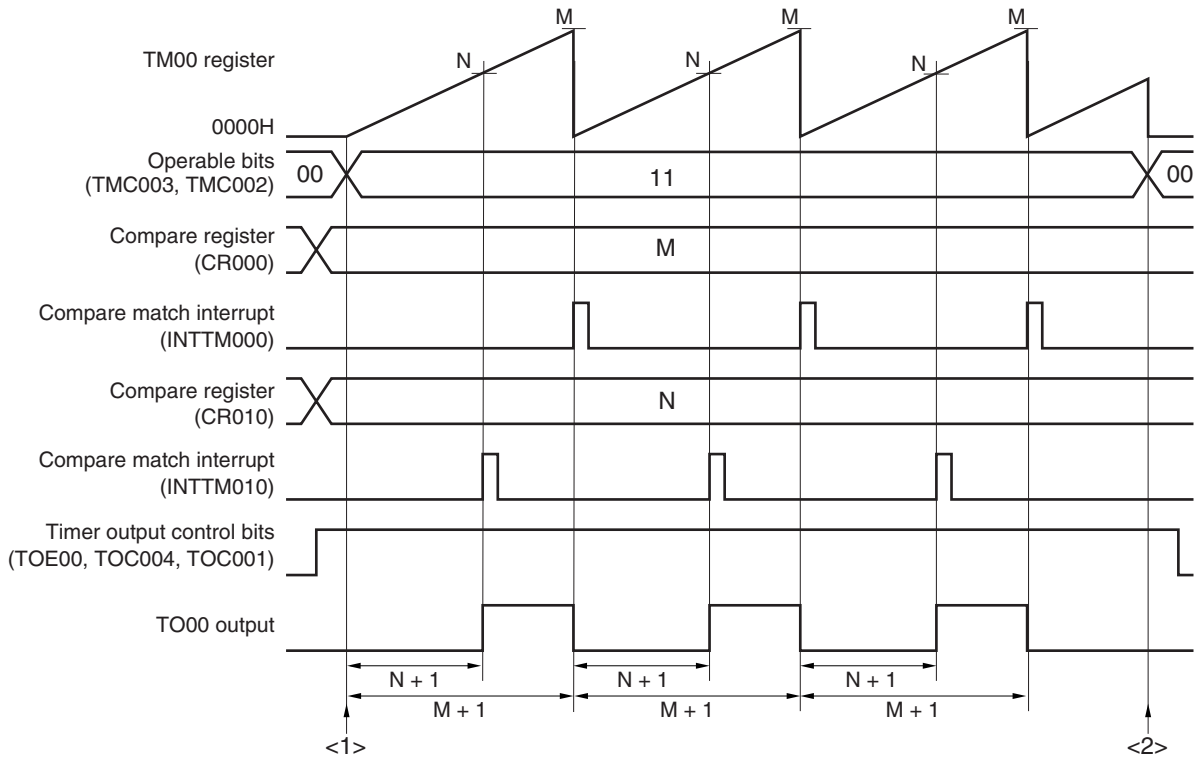 M M M
TM00 register N N N
0000H
Operable bits
(TMC003, TMC002) 00 11 00
Compare register
(CR000) M
Compare match interrupt
(INTTM000)
Compare register
(CR010) N
Compare match interrupt
(INTTM010)
Timer output control bits
(TOE00, TOC004, TOC001)
TO00 output
N + 1 N + 1 N + 1
M + 1 M + 1 M + 1
<1> <2>